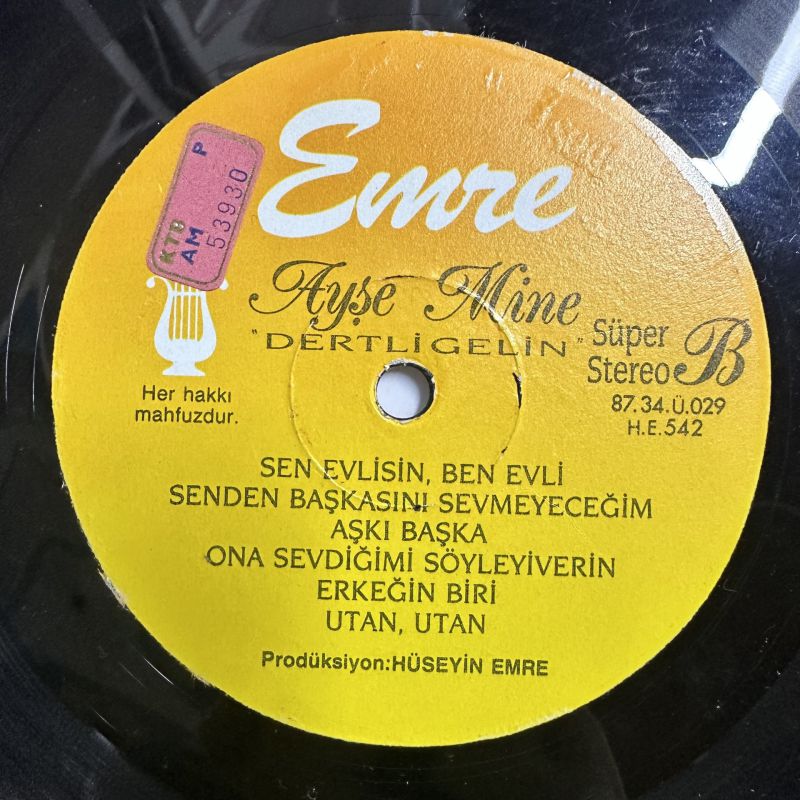 Emre
P
KTB
AM 53930
Ayşe Mine
"DERTLİ GELİN"
Süper
Stereo B
87.34.Ü.029
H.E.542
Her hakkı
mahfuzdur.
SEN EVLİSİN, BEN EVLİ
SENDEN BAŞKASINI SEVMEYECEĞİM
AŞKI BAŞKA
ONA SEVDİĞİMİ SÖYLEYİVERİN
ERKEĞİN BİRİ
UTAN, UTAN
Prodüksiyon:HÜSEYİN EMRE